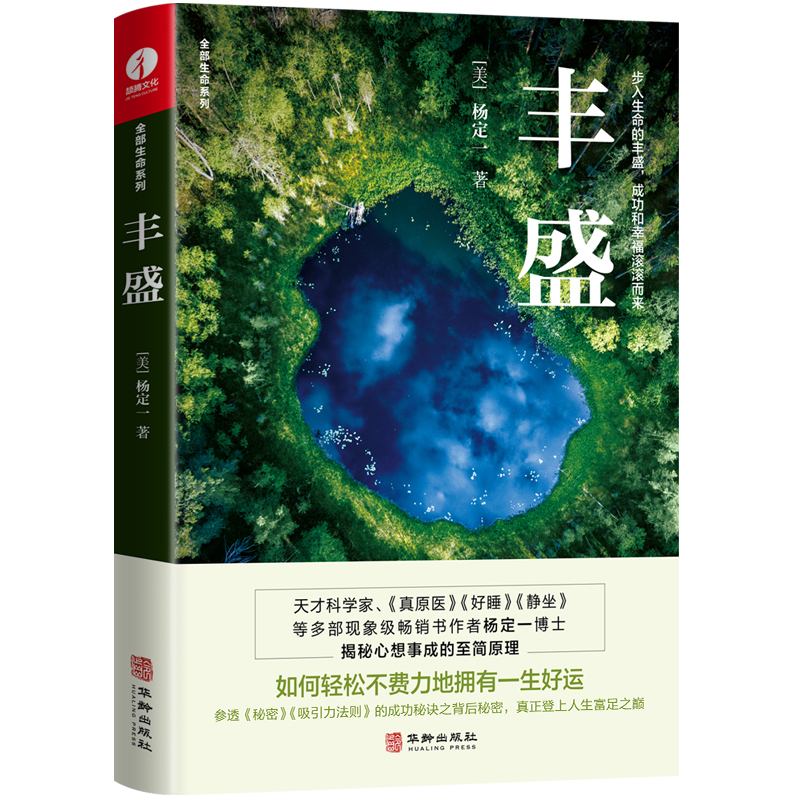 喆腾文化
全部生命系列
丰盛
[美] 杨定一 著
华龄出版社
HUALING PRESS
全部生命系列
[美] 杨定一 著
丰盛
步入生命的丰盛，成功和幸福滚滚而来
天才科学家、《真原医》《好睡》《静坐》
等多部现象级畅销书作者杨定一博士
揭秘心想事成的至简原理
如何轻松不费力地拥有一生好运
参透《秘密》《吸引力法则》的成功秘诀之背后秘密，真正登上人生富足之巅
华龄出版社
HUALING PRESS